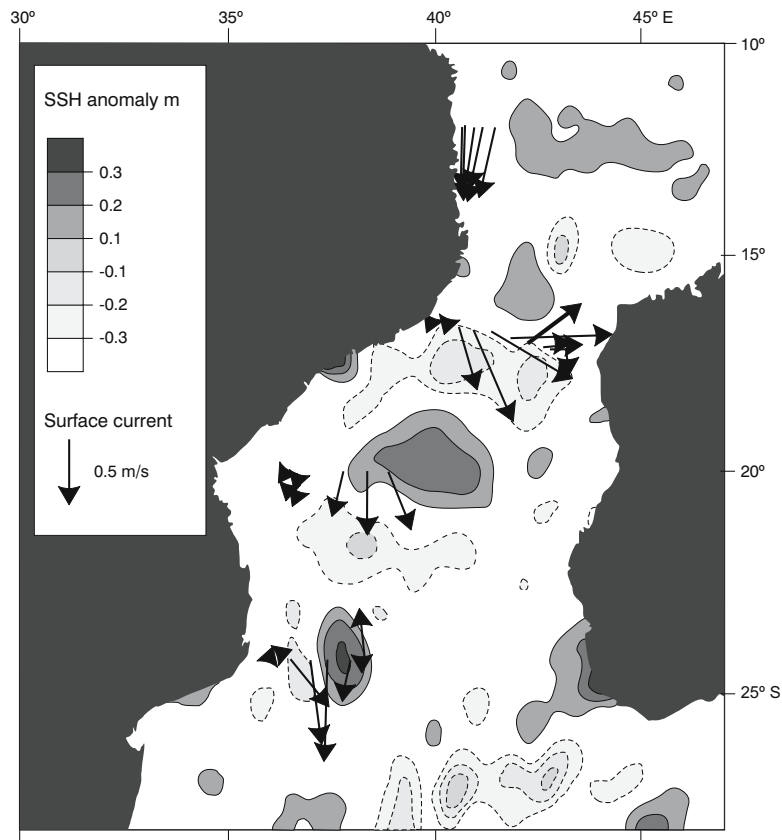 30º 35º 40º 45º E
10º
SSH anomaly m
0.3
0.2
0.1
-0.1
-0.2
-0.3
15º
Surface current
0.5 m/s
20º
25º S